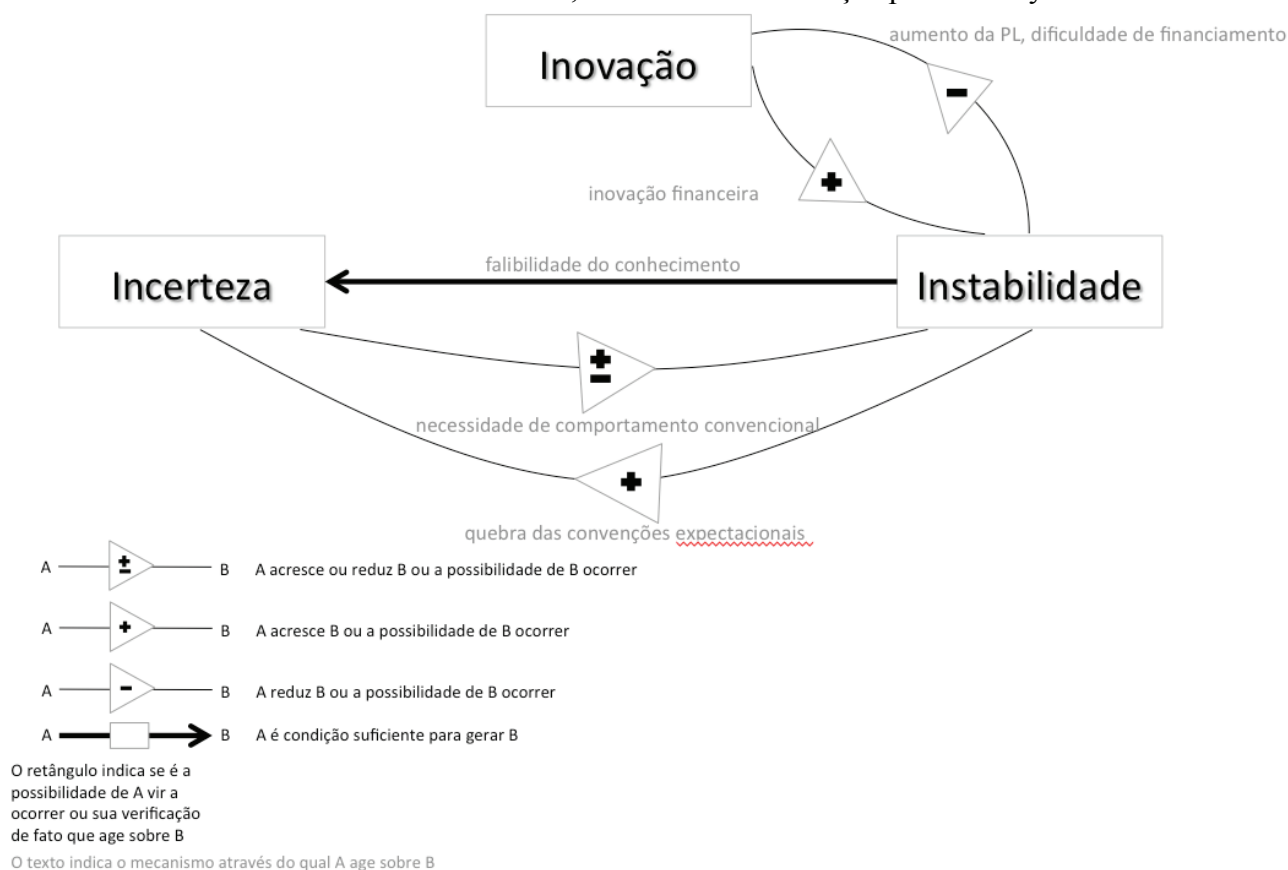 aumento da PL, dificuldade de financiamento
Inovação
-
+
inovação financeira
falibilidade do conhecimento
Incerteza
Instabilidade
±
necessidade de comportamento convencional
+
quebra das convenções expectacionais
A ± B A acresce ou reduz B ou a possibilidade de B ocorrer
A + B A acresce B ou a possibilidade de B ocorrer
A - B A reduz B ou a possibilidade de B ocorrer
A B A é condição suficiente para gerar B
O retângulo indica se é a
possibilidade de A vir a
ocorrer ou sua verificação
de fato que age sobre B
O texto indica o mecanismo através do qual A age sobre B